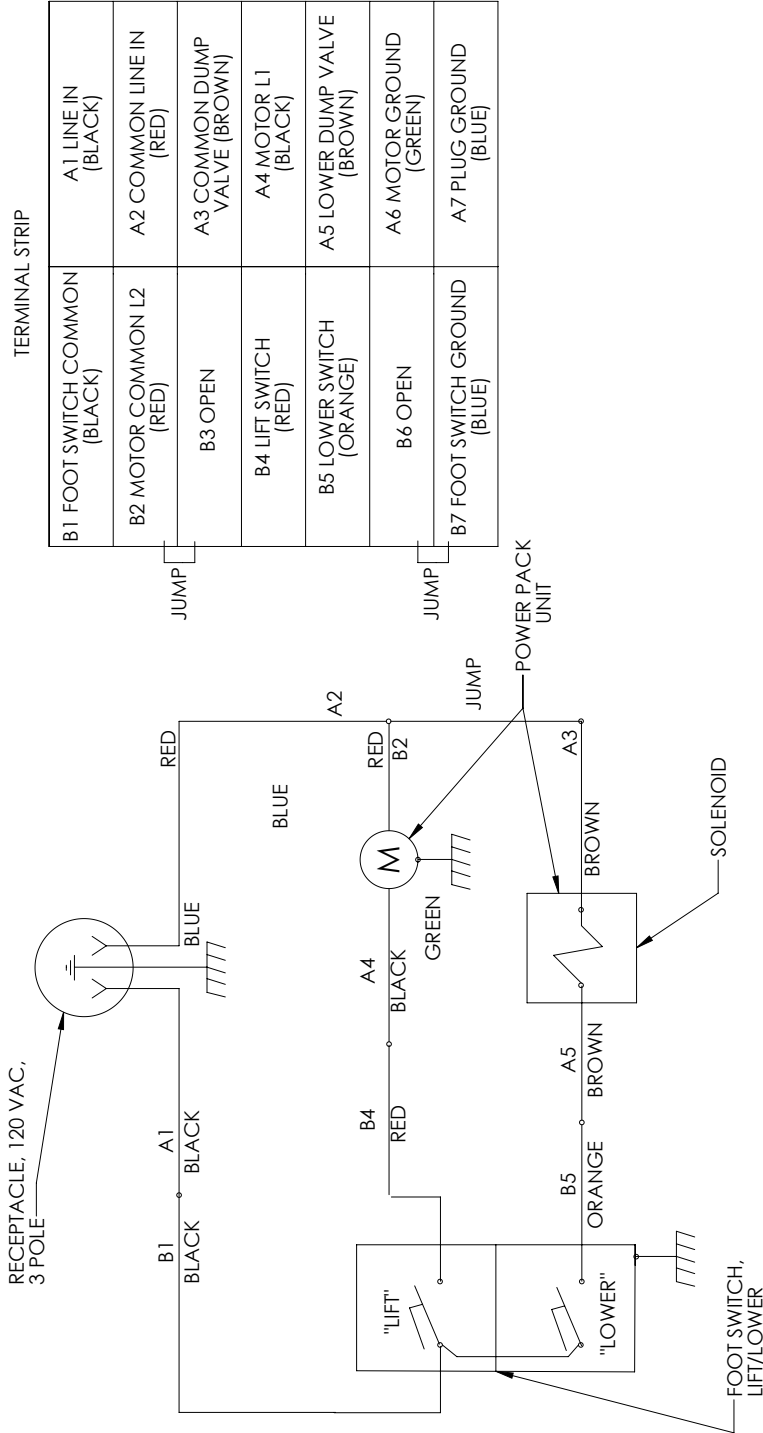 TERMINAL STRIP
B1 FOOT SWITCH COMMON
(BLACK)
A1 LINE IN
(BLACK)
B2 MOTOR COMMON L2
(RED)
A2 COMMON LINE IN
(RED)
B3 OPEN
A3 COMMON DUMP
VALVE (BROWN)
B4 LIFT SWITCH
(RED)
A4 MOTOR L1
(BLACK)
B5 LOWER SWITCH
(ORANGE)
A5 LOWER DUMP VALVE
(BROWN)
B6 OPEN
A6 MOTOR GROUND
(GREEN)
B7 FOOT SWITCH GROUND
(BLUE)
A7 PLUG GROUND
(BLUE)
JUMP
JUMP
RECEPTACLE, 120 VAC,
3 POLE
B1
BLACK
A1
BLACK
BLUE
RED
BLUE
A2
"LIFT"
B4
RED
A4
BLACK
GREEN
M
RED
B2
JUMP
POWER PACK
UNIT
"LOWER"
B5
ORANGE
A5
BROWN
BROWN
A3
SOLENOID
FOOT SWITCH,
LIFT/LOWER